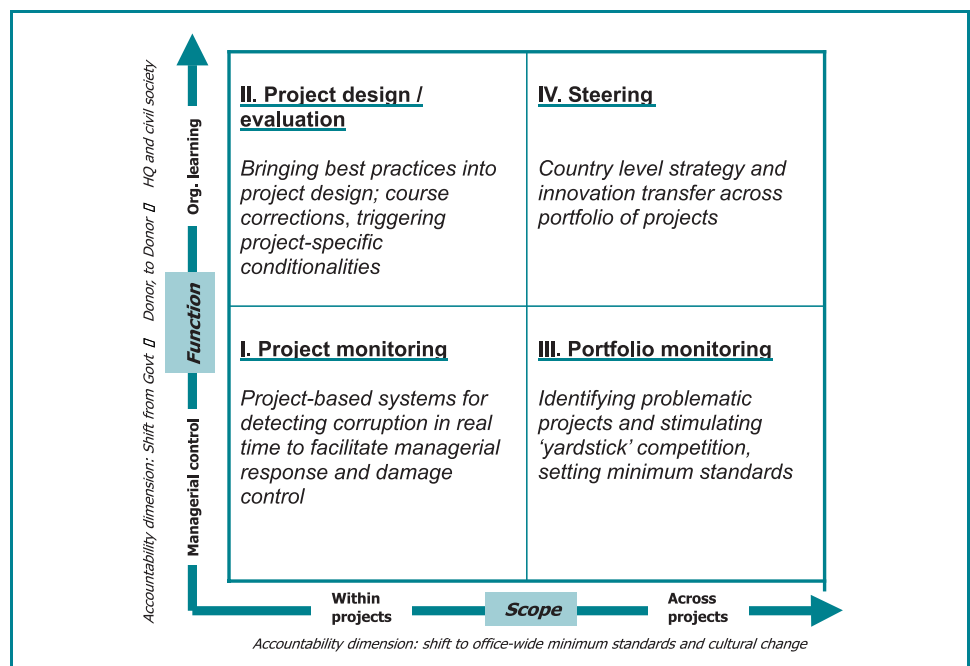 II. Project design /
evaluation
Bringing best practices into
project design; course
corrections, triggering
project-specific
conditionalities
IV. Steering
Country level strategy and
innovation transfer across
portfolio of projects
I. Project monitoring
Project-based systems for
detecting corruption in real
time to facilitate managerial
response and damage
control
III. Portfolio monitoring
Identifying problematic
projects and stimulating
‘yardstick’ competition,
setting minimum standards
Accountability dimension: Shift from Govt ▯ Donor, to Donor ▯ HQ and civil society
Org. learning
Function
Managerial control
Within
projects
Scope
Across
projects
Accountability dimension: shift to office-wide minimum standards and cultural change